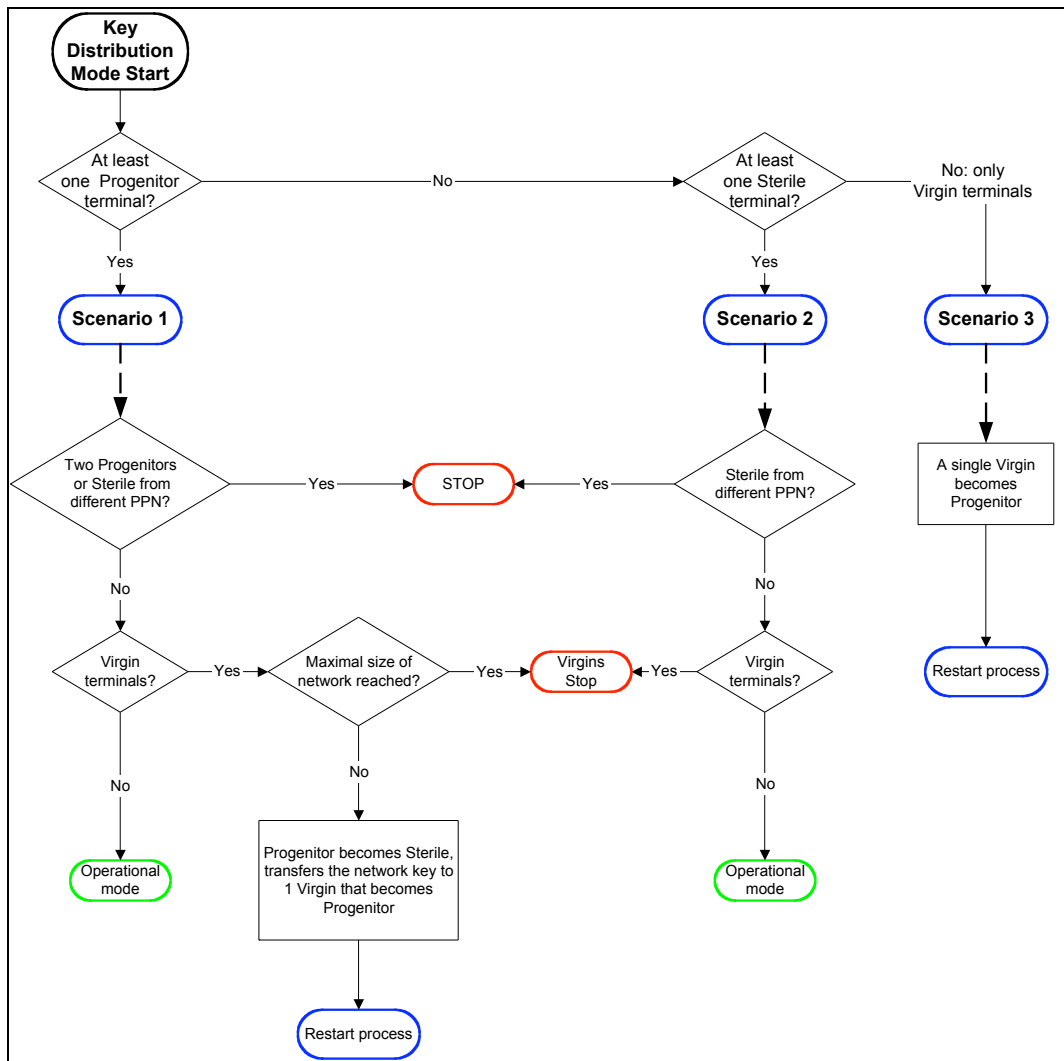 Key
Distribution
Mode Start
At least
one Progenitor
terminal?
No
At least
one Sterile
terminal?
No: only
Virgin terminals
Yes
Yes
Scenario 1
Scenario 2
Scenario 3
Two Progenitors
or Sterile from
different PPN?
Yes
STOP
Yes
Sterile from
different PPN?
A single Virgin
becomes
Progenitor
No
No
Virgin
terminals?
Yes
Maximal size of
network reached?
Yes
Virgins
Stop
Yes
Virgin
terminals?
Restart process
No
No
No
Operational
mode
Progenitor becomes Sterile,
transfers the network key to
1 Virgin that becomes
Progenitor
Operational
mode
Restart process